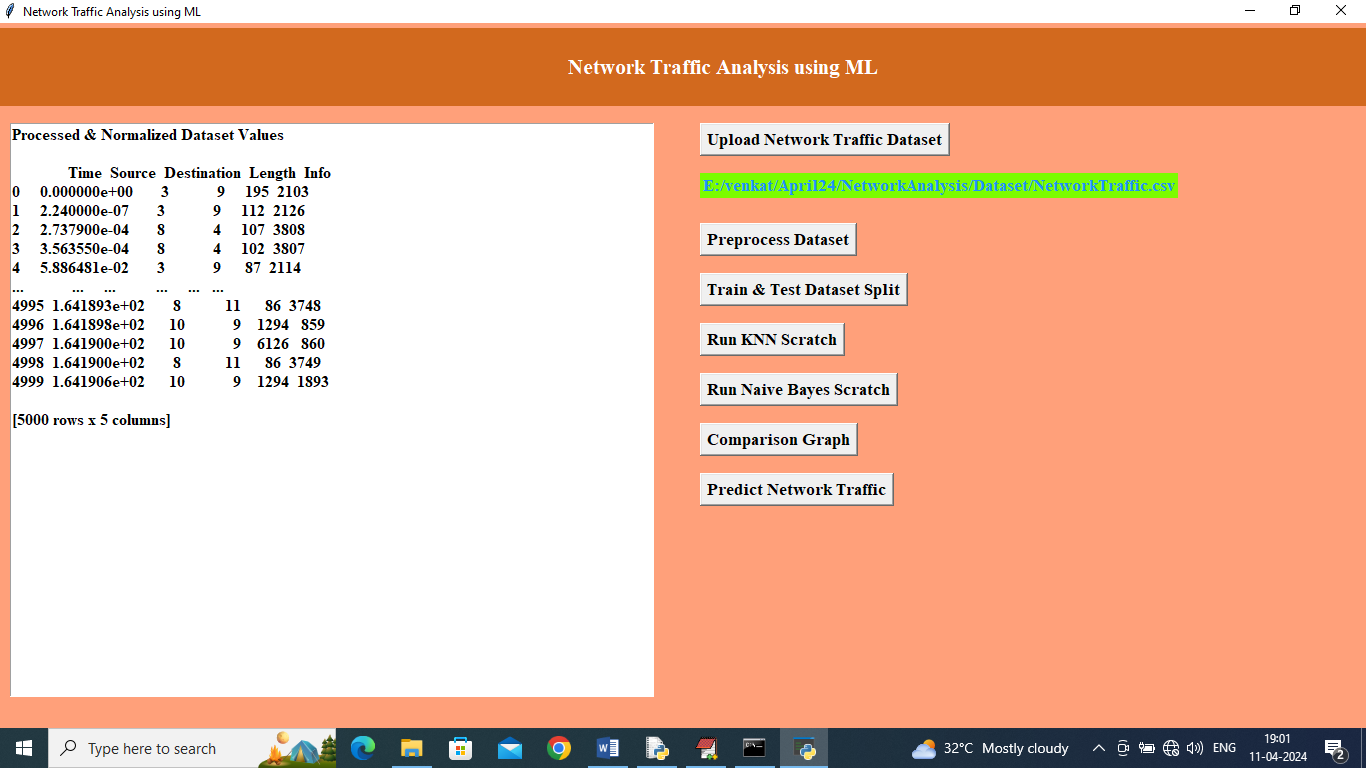 Network Traffic Analysis using ML
Network Traffic Analysis using ML
Processed & Normalized Dataset Values
Time Source Destination Length Info
0 0.000000e+00 3 9 195 2103
1 2.240000e-07 3 9 112 2126
2 2.737900e-04 8 4 107 3808
3 3.563550e-04 8 4 102 3807
4 5.886481e-02 3 9 87 2114
... ... ... ... ... ...
4995 1.641893e+02 8 11 86 3748
4996 1.641898e+02 10 9 1294 859
4997 1.641900e+02 10 9 6126 860
4998 1.641900e+02 8 11 86 3749
4999 1.641906e+02 10 9 1294 1893
[5000 rows x 5 columns]
Upload Network Traffic Dataset
E:/venkat/April24/NetworkAnalysis/Dataset/NetworkTraffic.csv
Preprocess Dataset
Train & Test Dataset Split
Run KNN Scratch
Run Naive Bayes Scratch
Comparison Graph
Predict Network Traffic
Type here to search
32°C Mostly cloudy
ENG
19:01
11-04-2024
2